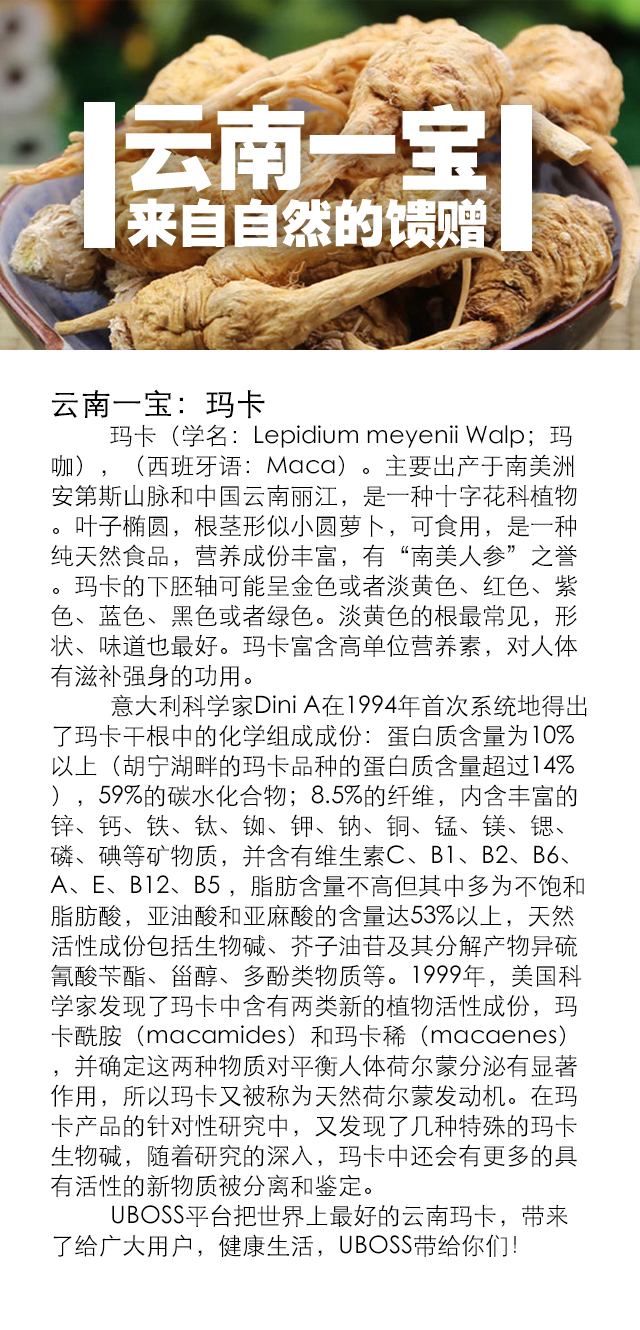 云南一宝
来自自然的馈赠
云南一宝：玛卡
玛卡（学名：Lepidium meyenii Walp；玛
咖），（西班牙语：Maca）。主要出产于南美洲
安第斯山脉和中国云南丽江，是一种十字花科植物
。叶子椭圆，根茎形似小圆萝卜，可食用，是一种
纯天然食品，营养成份丰富，有“南美人参”之誉
。玛卡的下胚轴可能呈金色或者淡黄色、红色、紫
色、蓝色、黑色或者绿色。淡黄色的根最常见，形
状、味道也最好。玛卡富含高单位营养素，对人体
有滋补强身的功用。
意大利科学家Dini A在1994年首次系统地得出
了玛卡干根中的化学组成成份：蛋白质含量为10%
以上（胡宁湖畔的玛卡品种的蛋白质含量超过14%
），59%的碳水化合物；8.5%的纤维，内含丰富的
锌、钙、铁、钛、铷、钾、钠、铜、锰、镁、锶、
磷、碘等矿物质，并含有维生素C、B1、B2、B6、
A、E、B12、B5 ，脂肪含量不高但其中多为不饱和
脂肪酸，亚油酸和亚麻酸的含量达53%以上，天然
活性成份包括生物碱、芥子油苷及其分解产物异硫
氰酸苄酯、甾醇、多酚类物质等。1999年，美国科
学家发现了玛卡中含有两类新的植物活性成份，玛
卡酰胺（macamides）和玛卡稀（macaenes）
，并确定这两种物质对平衡人体荷尔蒙分泌有显著
作用，所以玛卡又被称为天然荷尔蒙发动机。在玛
卡产品的针对性研究中，又发现了几种特殊的玛卡
生物碱，随着研究的深入，玛卡中还会有更多的具
有活性的新物质被分离和鉴定。
UBOSS平台把世界上最好的云南玛卡，带来
了给广大用户，健康生活，UBOSS带给你们！